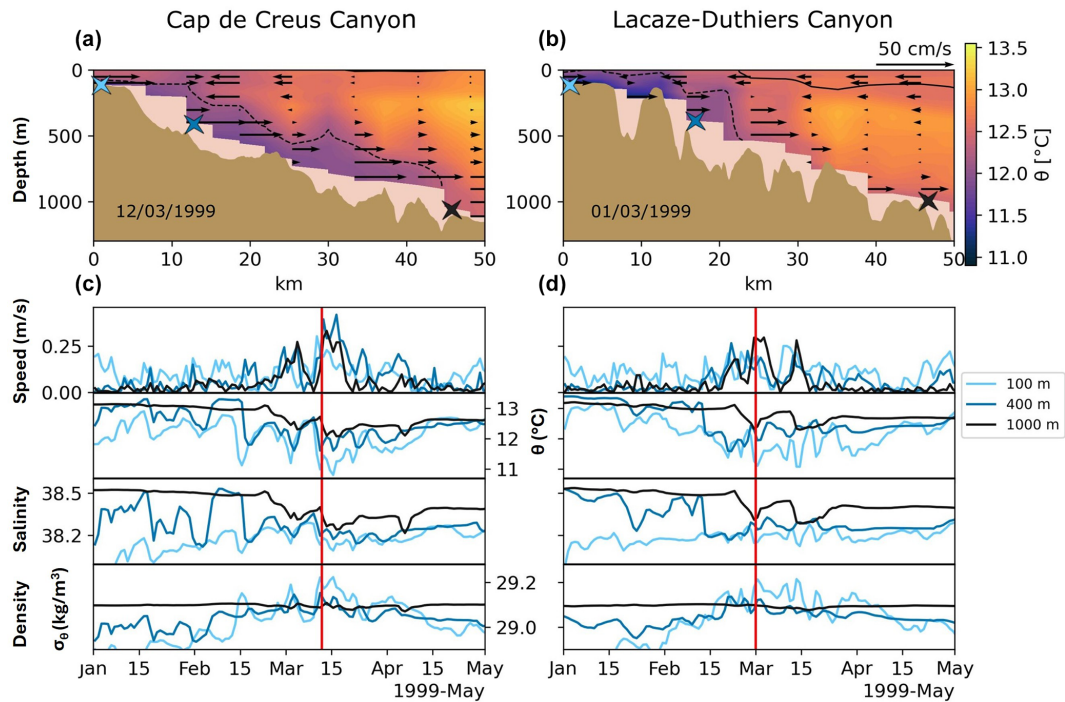 Cap de Creus Canyon
Lacaze-Duthiers Canyon
(a)
(b)
50 cm/s
Depth (m)
0
500
1000
12/03/1999
0
10
20
30
40
50
km
0
500
1000
01/03/1999
0
10
20
30
40
50
km
13.5
13.0
12.5
12.0
11.5
11.0
θ [°C]
(c)
(d)
Speed (m/s)
0.25
0.00
13
12
11
θ (°C)
Salinity
38.5
38.2
Density
σθ(kg/m³)
29.2
29.0
Jan
15
Feb
15
Mar
15
Apr
15
May
1999-May
Jan
15
Feb
15
Mar
15
Apr
15
May
1999-May
100 m
400 m
1000 m